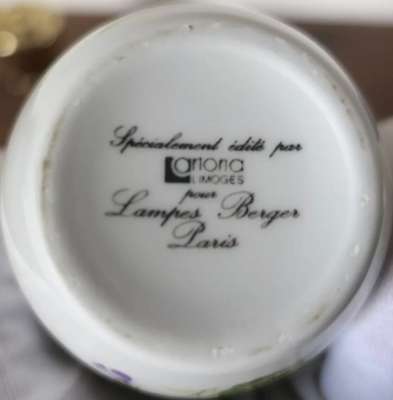 Spécialement édité par
artoria
LIMOGES
pour
Lampes Berger
Paris